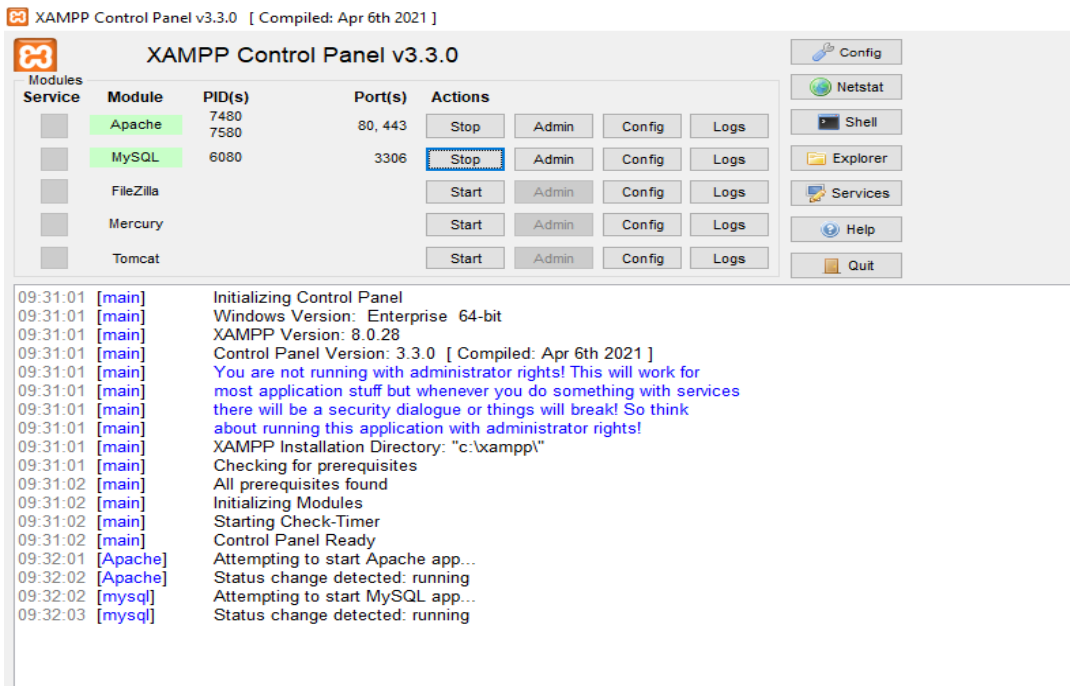 XAMPP Control Panel v3.3.0 [ Compiled: Apr 6th 2021 ]
XAMPP Control Panel v3.3.0
Config
Modules
Service Module PID(s) Port(s) Actions
Netstat
Apache 7480 7580 80, 443 Stop Admin Config Logs
Shell
MySQL 6080 3306 Stop Admin Config Logs
Explorer
FileZilla Start Admin Config Logs
Services
Mercury Start Admin Config Logs
Help
Tomcat Start Admin Config Logs
Quit
09:31:01 [main] Initializing Control Panel
09:31:01 [main] Windows Version: Enterprise 64-bit
09:31:01 [main] XAMPP Version: 8.0.28
09:31:01 [main] Control Panel Version: 3.3.0 [ Compiled: Apr 6th 2021 ]
09:31:01 [main] You are not running with administrator rights! This will work for
09:31:01 [main] most application stuff but whenever you do something with services
09:31:01 [main] there will be a security dialogue or things will break! So think
09:31:01 [main] about running this application with administrator rights!
09:31:01 [main] XAMPP Installation Directory: "c:\xampp\"
09:31:01 [main] Checking for prerequisites
09:31:02 [main] All prerequisites found
09:31:02 [main] Initializing Modules
09:31:02 [main] Starting Check-Timer
09:31:02 [main] Control Panel Ready
09:32:01 [Apache] Attempting to start Apache app...
09:32:02 [Apache] Status change detected: running
09:32:02 [mysql] Attempting to start MySQL app...
09:32:03 [mysql] Status change detected: running